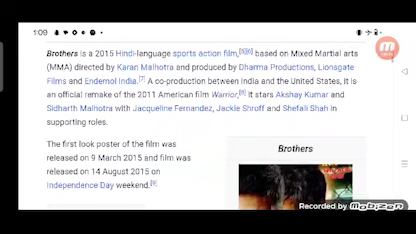 1:09
Brothers is a 2015 Hindi-language sports action film,[5][6] based on Mixed Martial arts
(MMA) directed by Karan Malhotra and produced by Dharma Productions, Lionsgate
Films and Endemol India.[7] A co-production between India and the United States, it is
an official remake of the 2011 American film Warrior,[8] It stars Akshay Kumar and
Sidharth Malhotra with Jacqueline Fernandez, Jackie Shroff and Shefali Shah in
supporting roles.
The first look poster of the film was
released on 9 March 2015 and film was
released on 14 August 2015 on
Independence Day weekend.[9]
Brothers
Recorded by Mobizen